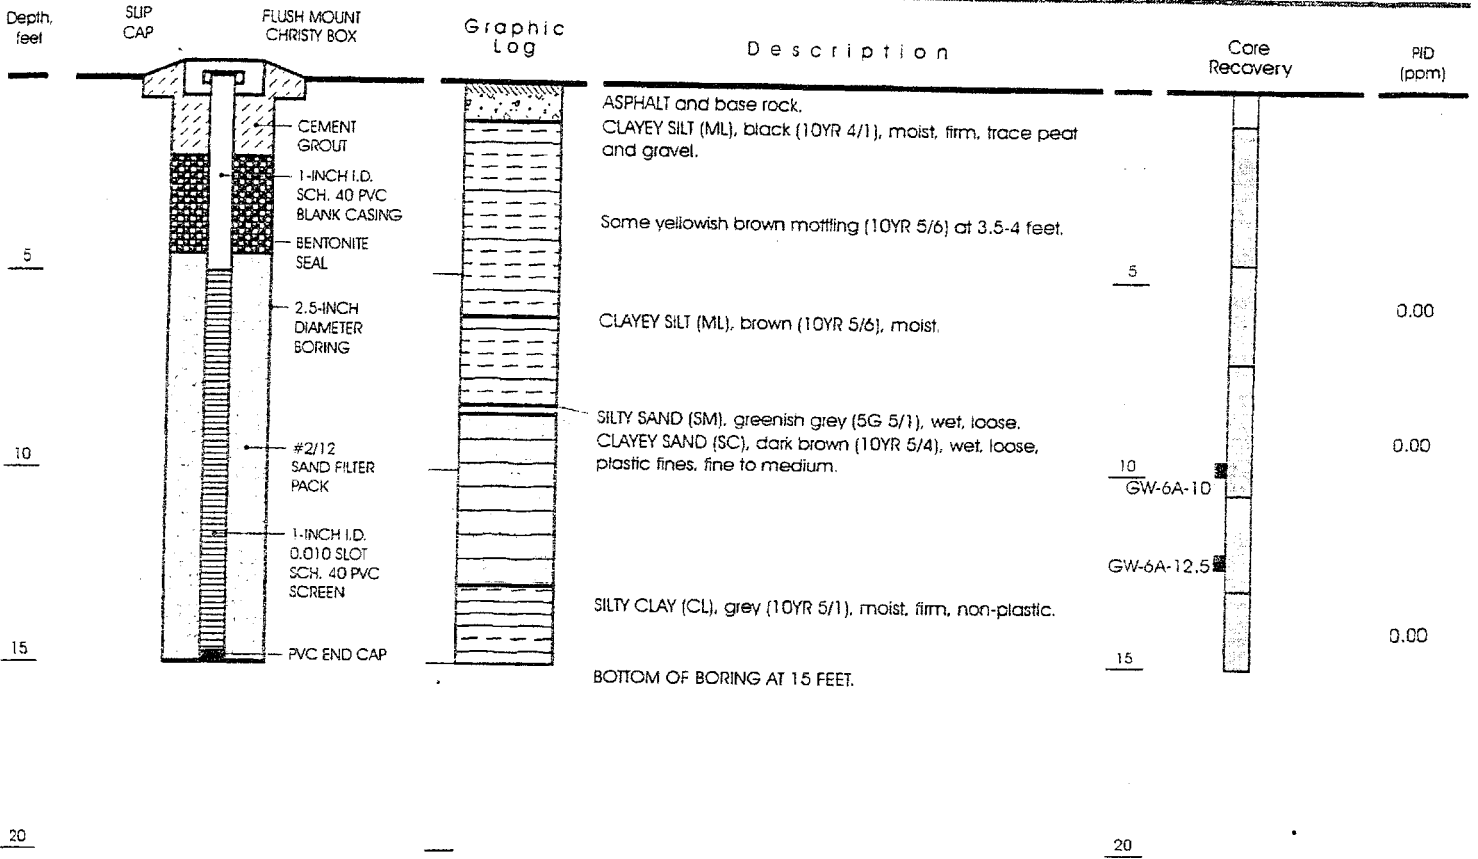 Depth,
feet
SLIP
CAP
FLUSH MOUNT
CHRISTY BOX
Graphic
Log
Description
Core
Recovery
PID
(ppm)
CEMENT
GROUT
1-INCH I.D.
SCH. 40 PVC
BLANK CASING
BENTONITE
SEAL
2.5-INCH
DIAMETER
BORING
#2/12
SAND FILTER
PACK
1-INCH I.D.
0.010 SLOT
SCH. 40 PVC
SCREEN
PVC END CAP
5
10
15
20
ASPHALT and base rock.
CLAYEY SILT (ML), black (10YR 4/1), moist, firm, trace peat
and gravel.
Some yellowish brown mottling (10YR 5/6) at 3.5-4 feet.
CLAYEY SILT (ML), brown (10YR 5/6), moist.
SILTY SAND (SM), greenish grey (5G 5/1), wet, loose.
CLAYEY SAND (SC), dark brown (10YR 5/4), wet, loose,
plastic fines, fine to medium.
SILTY CLAY (CL), grey (10YR 5/1), moist, firm, non-plastic.
BOTTOM OF BORING AT 15 FEET.
5
10
GW-6A-10
GW-6A-12.5
15
20
0.00
0.00
0.00